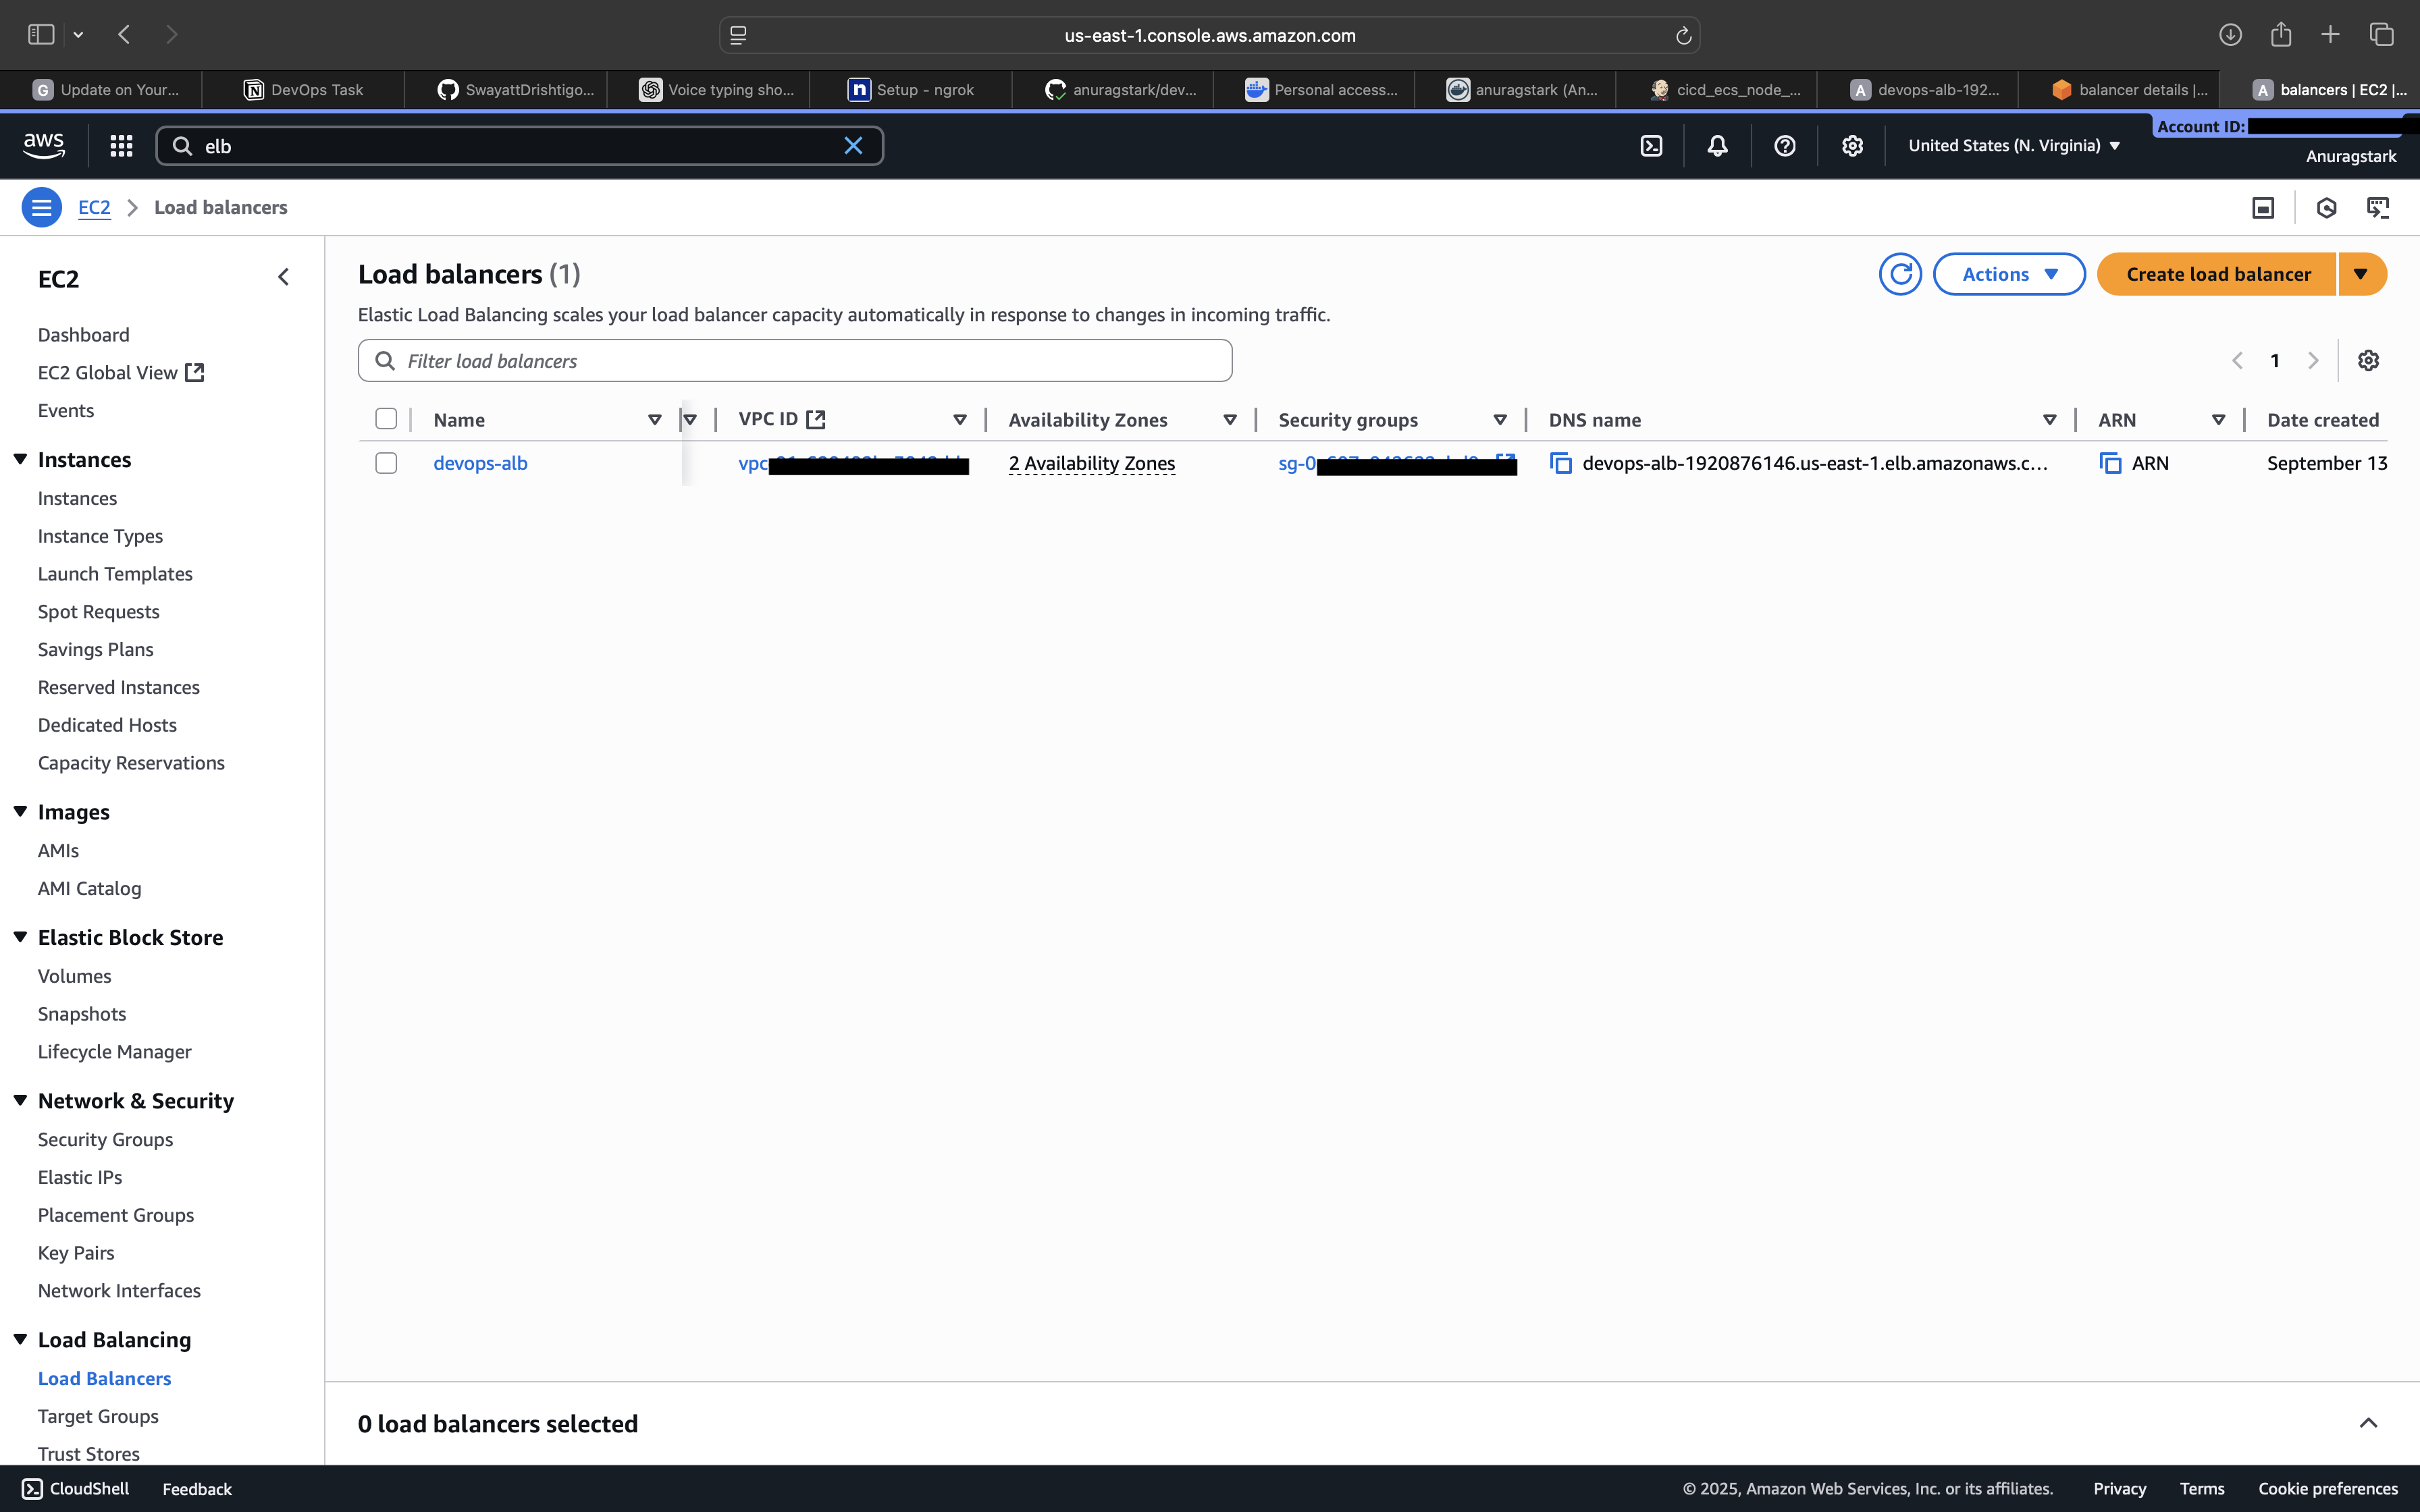 us-east-1.console.aws.amazon.com
G Update on Your...
DevOps Task
SwayattDrishtigo...
Voice typing sho...
n Setup - ngrok
anuragstark/dev...
Personal access...
anuragstark (An...
cicd_ecs_node_...
A devops-alb-192...
balancer details |...
A balancers | EC2 |...
aws
elb
United States (N. Virginia)
Account ID:
Anuragstark
EC2 > Load balancers
EC2
Dashboard
EC2 Global View
Events
Instances
Instances
Instance Types
Launch Templates
Spot Requests
Savings Plans
Reserved Instances
Dedicated Hosts
Capacity Reservations
Images
AMIs
AMI Catalog
Elastic Block Store
Volumes
Snapshots
Lifecycle Manager
Network & Security
Security Groups
Elastic IPs
Placement Groups
Key Pairs
Network Interfaces
Load Balancing
Load Balancers
Target Groups
Trust Stores
Load balancers (1)
Actions
Create load balancer
Elastic Load Balancing scales your load balancer capacity automatically in response to changes in incoming traffic.
Filter load balancers
1
Name VPC ID Availability Zones Security groups DNS name ARN Date created
devops-alb vpc 2 Availability Zones sg-0 devops-alb-1920876146.us-east-1.elb.amazonaws.c... ARN September 13
0 load balancers selected
CloudShell Feedback © 2025, Amazon Web Services, Inc. or its affiliates. Privacy Terms Cookie preferences